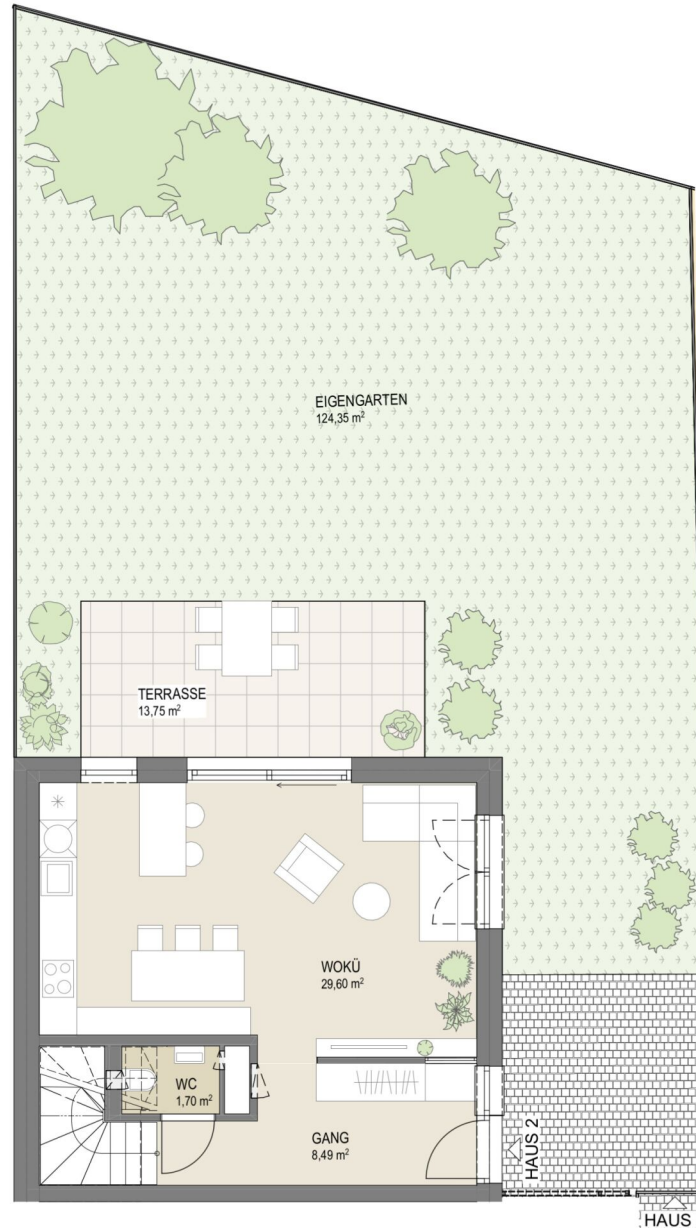 EIGENGARTEN
124,35 m²
TERRASSE
13,75 m²
WOKÜ
29,60 m²
WC
1,70 m²
GANG
8,49 m²
HAUS 2
HAUS